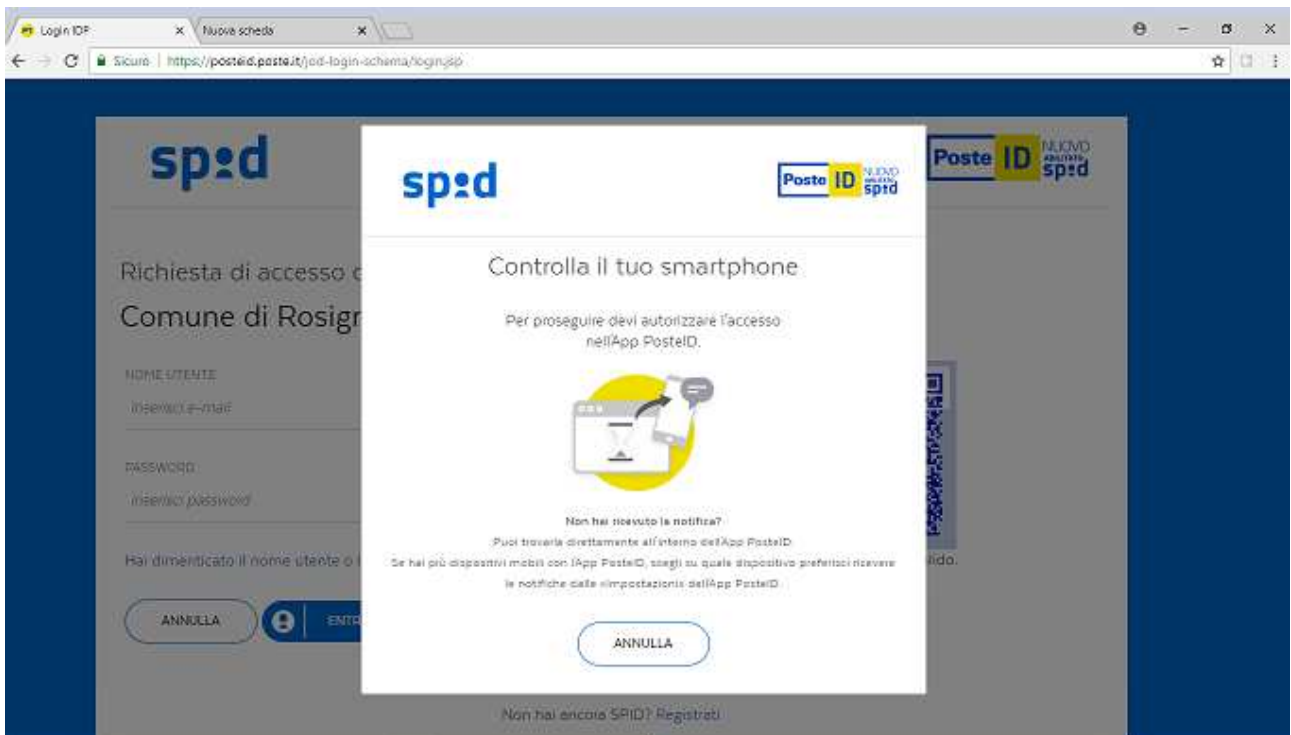 Login IDP
Nuova scheda
Sicuro | https://posteid.poste.it/jod-login-schema/login.jsp
spid
Poste ID NUOVO ABILITATO spid
spid
Poste ID NUOVO ABILITATO spid
Richiesta di accesso
Comune di Rosigr
NOME UTENTE
inserisci e-mail
PASSWORD
inserisci password
Hai dimenticato il nome utente o
ANNULLA
ENTR
Controlla il tuo smartphone
Per proseguire devi autorizzare l'accesso
nell'App PosteID.
Non hai ricevuto la notifica?
Puoi trovarla direttamente all'interno dell'App PosteID
Se hai più dispositivi mobili con l'App PosteID, scegli su quale dispositivo preferisci ricevere
le notifiche dalle «Impostazioni» dell'App PosteID
ANNULLA
Non hai ancora SPID? Registrati